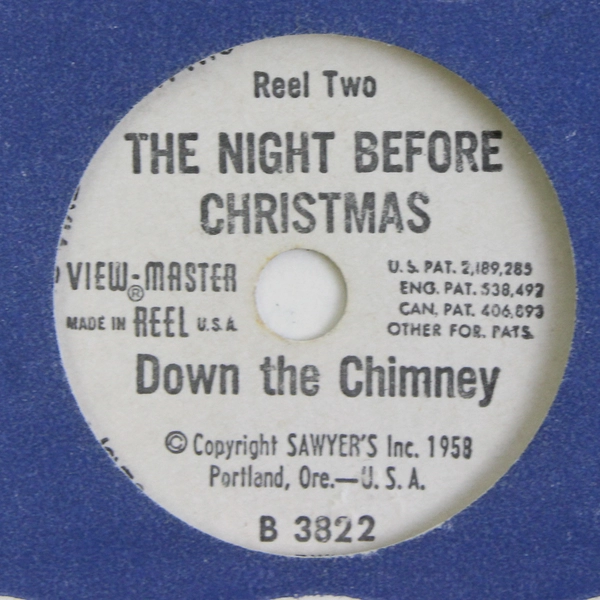 Reel Two
THE NIGHT BEFORE
CHRISTMAS
VIEW-MASTER®
MADE IN REEL U.S.A.
U.S. PAT. 2,189,285
ENG. PAT. 538,492
CAN. PAT. 406,893
OTHER FOR. PATS.
Down the Chimney
© Copyright SAWYER'S Inc. 1958
Portland, Ore.—U.S.A.
B 3822